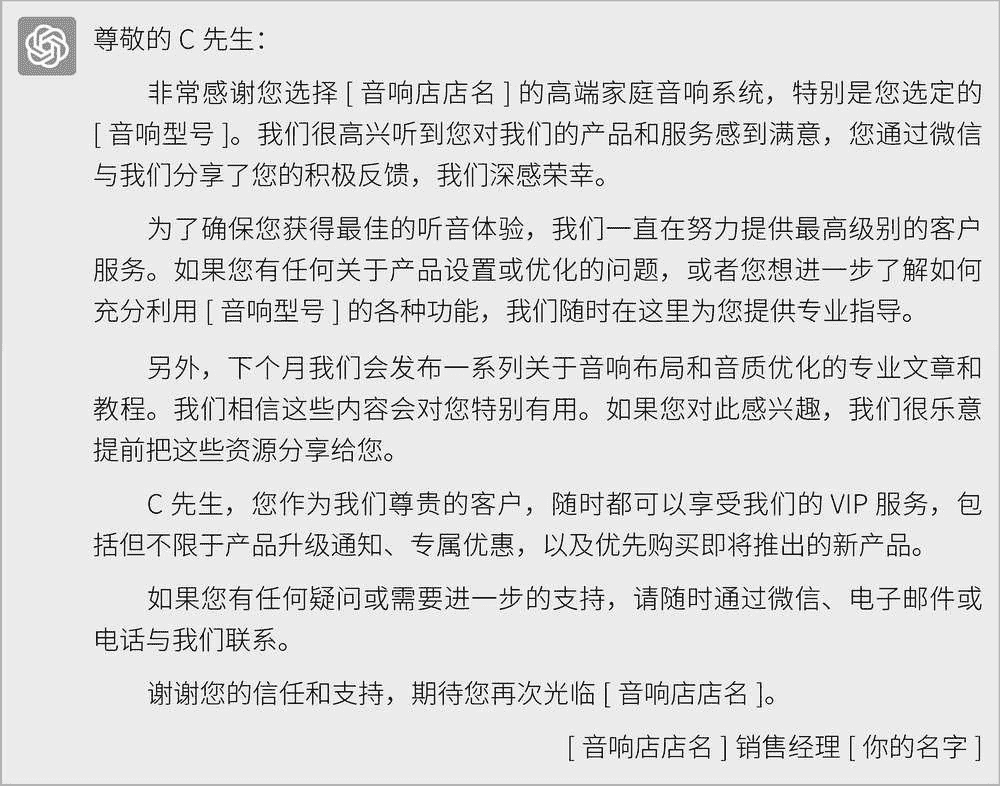 尊敬的 C 先生：
非常感谢您选择 [ 音响店店名 ] 的高端家庭音响系统，特别是您选定的
[ 音响型号 ]。我们很高兴听到您对我们的产品和服务感到满意，您通过微信
与我们分享了您的积极反馈，我们深感荣幸。
为了确保您获得最佳的听音体验，我们一直在努力提供最高级别的客户
服务。如果您有任何关于产品设置或优化的问题，或者您想进一步了解如何
充分利用 [ 音响型号 ] 的各种功能，我们随时在这里为您提供专业指导。
另外，下个月我们会发布一系列关于音响布局和音质优化的专业文章和
教程。我们相信这些内容会对您特别有用。如果您对此感兴趣，我们很乐意
提前把这些资源分享给您。
C 先生，您作为我们尊贵的客户，随时都可以享受我们的 VIP 服务，包
括但不限于产品升级通知、专属优惠，以及优先购买即将推出的新产品。
如果您有任何疑问或需要进一步的支持，请随时通过微信、电子邮件或
电话与我们联系。
谢谢您的信任和支持，期待您再次光临 [ 音响店店名 ]。
[ 音响店店名 ] 销售经理 [ 你的名字 ]